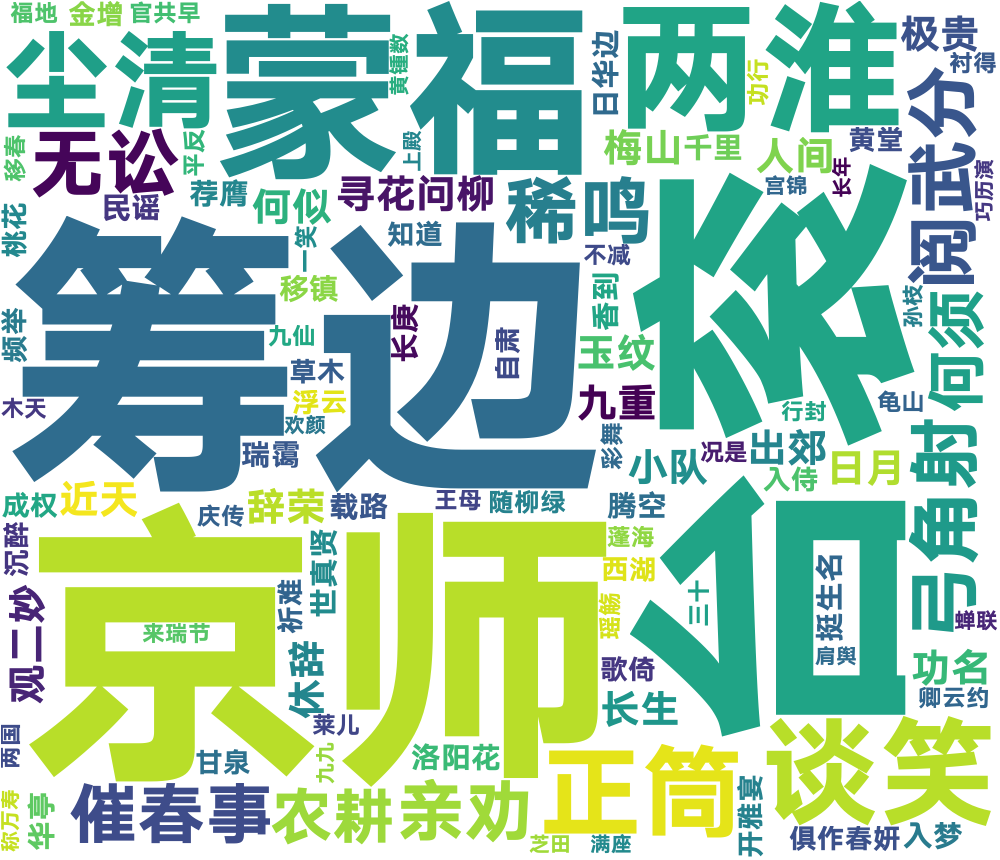 福地
金增
官共早
尘清
蒙福
两淮
极贵
衬得
黄锺数
日华边
功行
移春
无讼
平反
上殿
梅山
千里
人间
黄堂
阅武分
民谣
荐鹰
何似
寻花问柳
稀鸣
宫锦
长年
巧历演
桃花
一笑
知道
不减
筹边
瑞霭
移镇
香到
孙枝
何须
频举
九仙
长庚
自肃
玉纹
草木
浮云
欢颜
木天
九重
行封
龟山
彩舞
小队
况是
出郊
入侍
日月
弓角射
成权
近天
庆传
辞荣
载路
王母
随柳绿
腾空
沉醉
京师
世真贤
蓬海
西湖
祈难
三十
挺生名
观二妙
来瑞节
瑶觞
蝉联
休辞
歌倚
肩舆
功名
卿云约
长生
莱儿
两国
甘泉
九九
洛阳花
正筒
谈笑
称万寿
华亭
催春事
农耕
亲劝
开雅宴
芝田
满座
俱作春妍
入梦